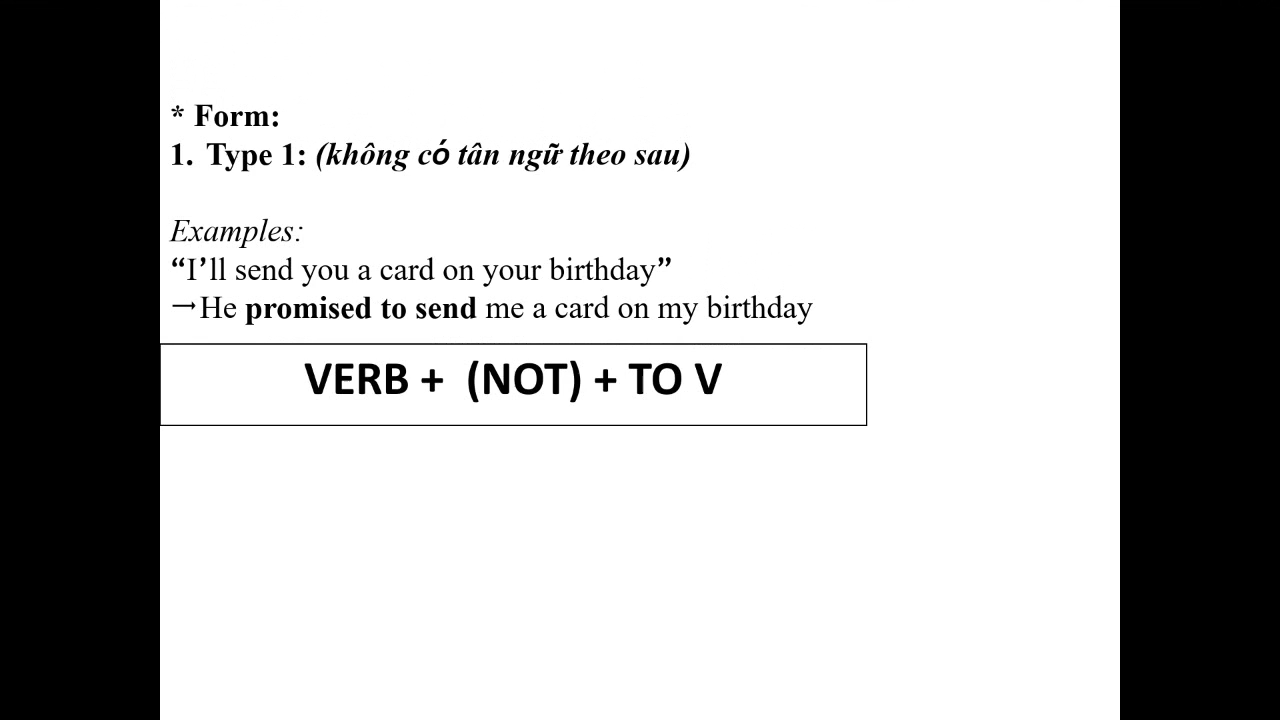 * Form:
1. Type 1: (không có tân ngữ theo sau)
Examples:
“I’ll send you a card on your birthday”
→He promised to send me a card on my birthday
VERB + (NOT) + TO V